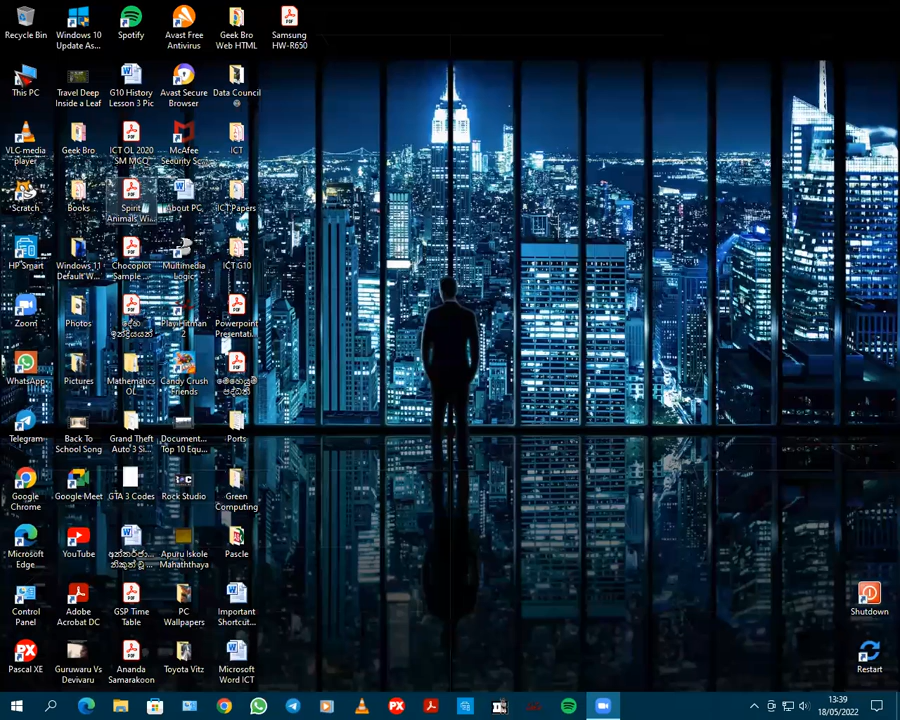 Recycle Bin
Windows 10
Update As...
Spotify
Avast Free
Antivirus
Geek Bro
Web HTML
Samsung
HW-R650
This PC
Travel Deep
Inside a Leaf
G10 History
Lesson 3 Pic
Avast Secure
Browser
Data Council
VLC media
player
Geek Bro
ICT OL 2020
SM MCQ
McAfee
Security Sc...
ICT
Scratch
Books
Spirit
Animals Wi...
About PC
ICT Papers
HP Smart
Windows 11
Default W...
Chocoplot
Sample...
Multimedia
Logics
ICT G10
Zoom
Photos
දේශ
Play Hitman
2
Powerpoint
Presentati...
WhatsApp
Pictures
Mathematics
OL
Candy Crush
Friends
Telegram
Back To
School Song
Grand Theft
Auto 3 Si...
Document...
Top 10 Equ...
Ports
Google
Chrome
Google Meet
GTA 3 Codes
Rock Studio
Green
Computing
Microsoft
Edge
YouTube
Apuru Iskole
Mahaththaya
Pascle
Control
Panel
Adobe
Acrobat DC
GSP Time
Table
PC
Wallpapers
Important
Shortcut...
Shutdown
Pascal XE
Guruwaru Vs
Devivaru
Ananda
Samarakoon
Toyota Vitz
Microsoft
Word ICT
Restart
13:39
18/05/2022